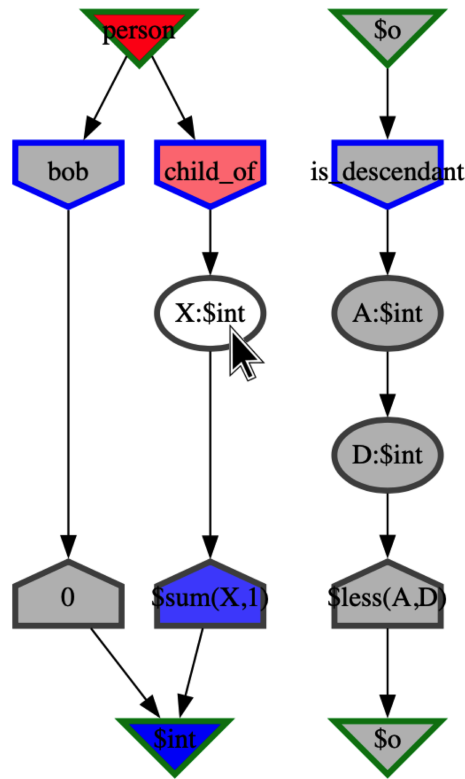 person $o
bob child_of is_descendant
X:$int A:$int
D:$int
0 $sum(X,1) $less(A,D)
$int $o